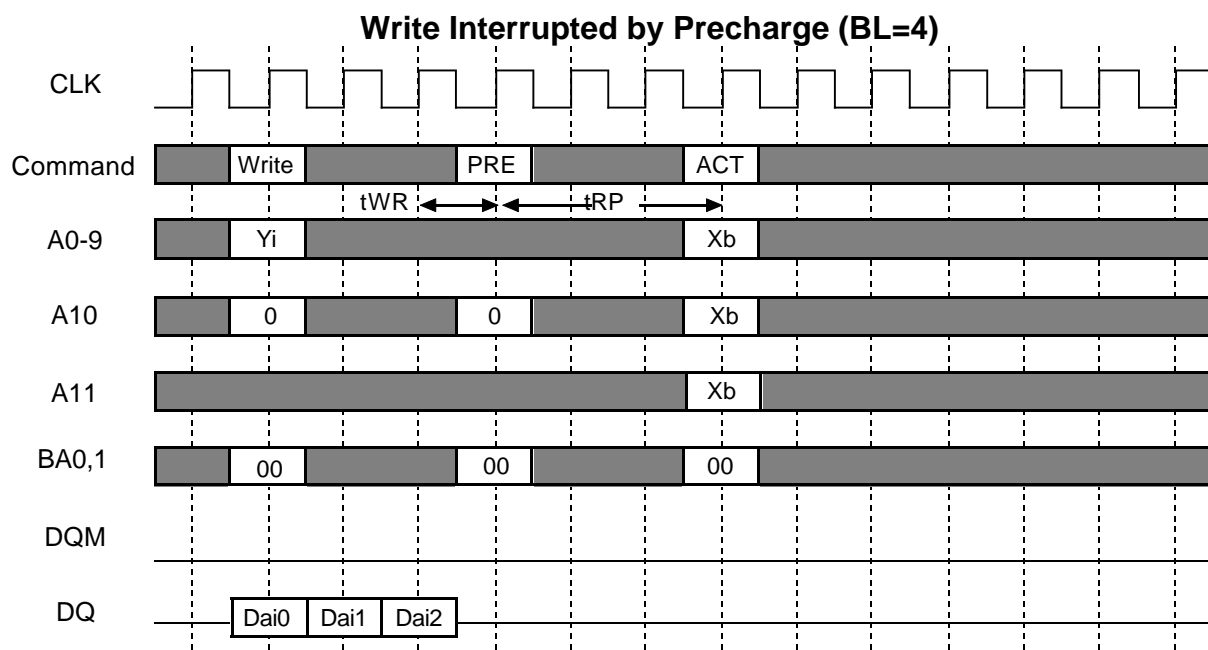 Write Interrupted by Precharge (BL=4)
CLK
Command Write PRE ACT
tWR tRP
A0-9 Yi Xb
A10 0 0 Xb
A11 Xb
BA0,1 00 00 00
DQM
DQ Dai0 Dai1 Dai2